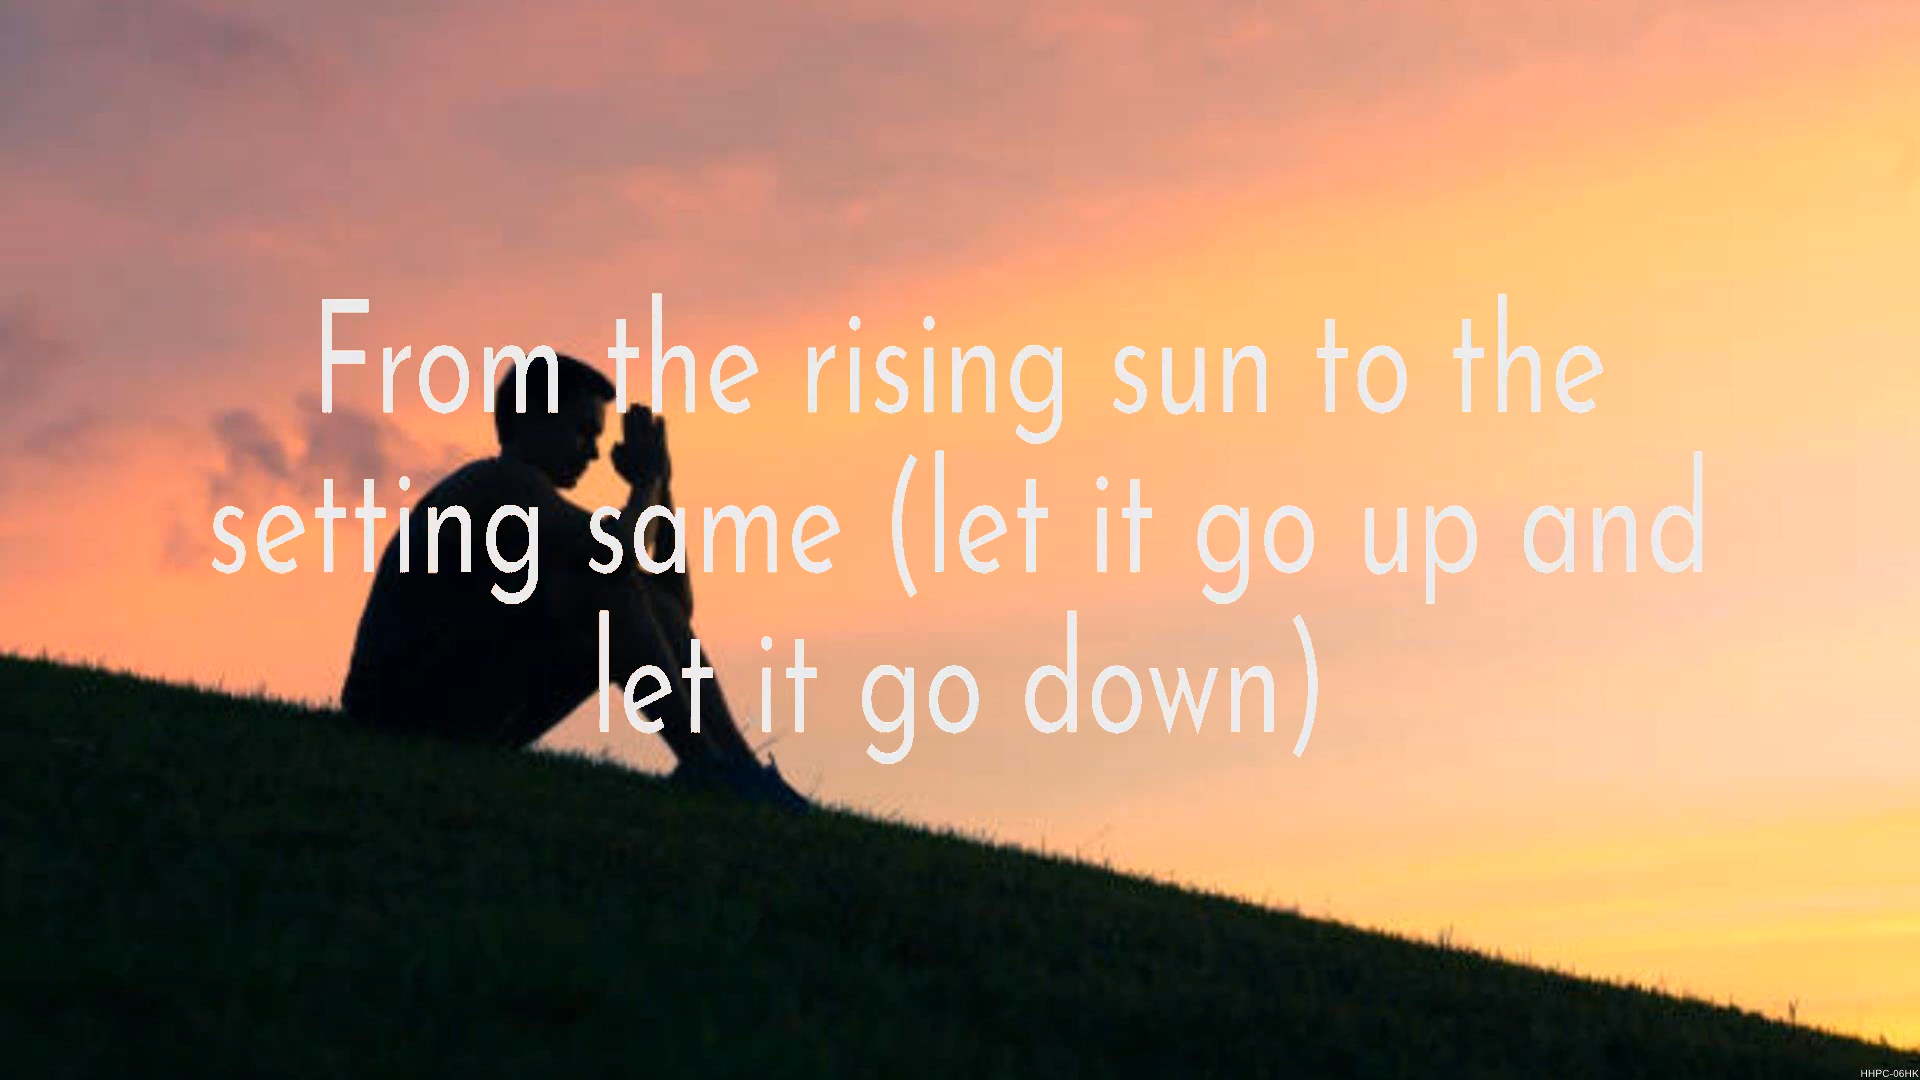 From the rising sun to the
setting same (let it go up and
let it go down)
HHPC-06HK